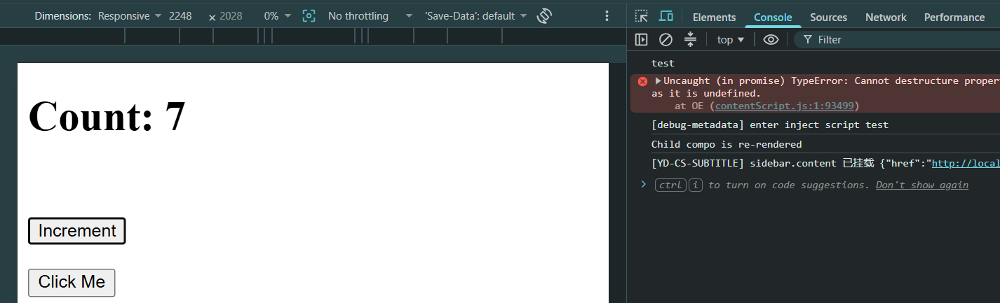 Dimensions: Responsive 2248 × 2028 0% No throttling 'Save-Data': default
Elements Console Sources Network Performance
top Filter
Count: 7
Increment
Click Me
test
Uncaught (in promise) TypeError: Cannot destructure
as it is undefined.
at OE (contentScript.js:1:93499)
[debug-metadata] enter inject script test
Child compo is re-rendered
[YD-CS-SUBTITLE] sidebar.content 已挂载 {"href":"http://local
ctrl i to turn on code suggestions. Don't show again